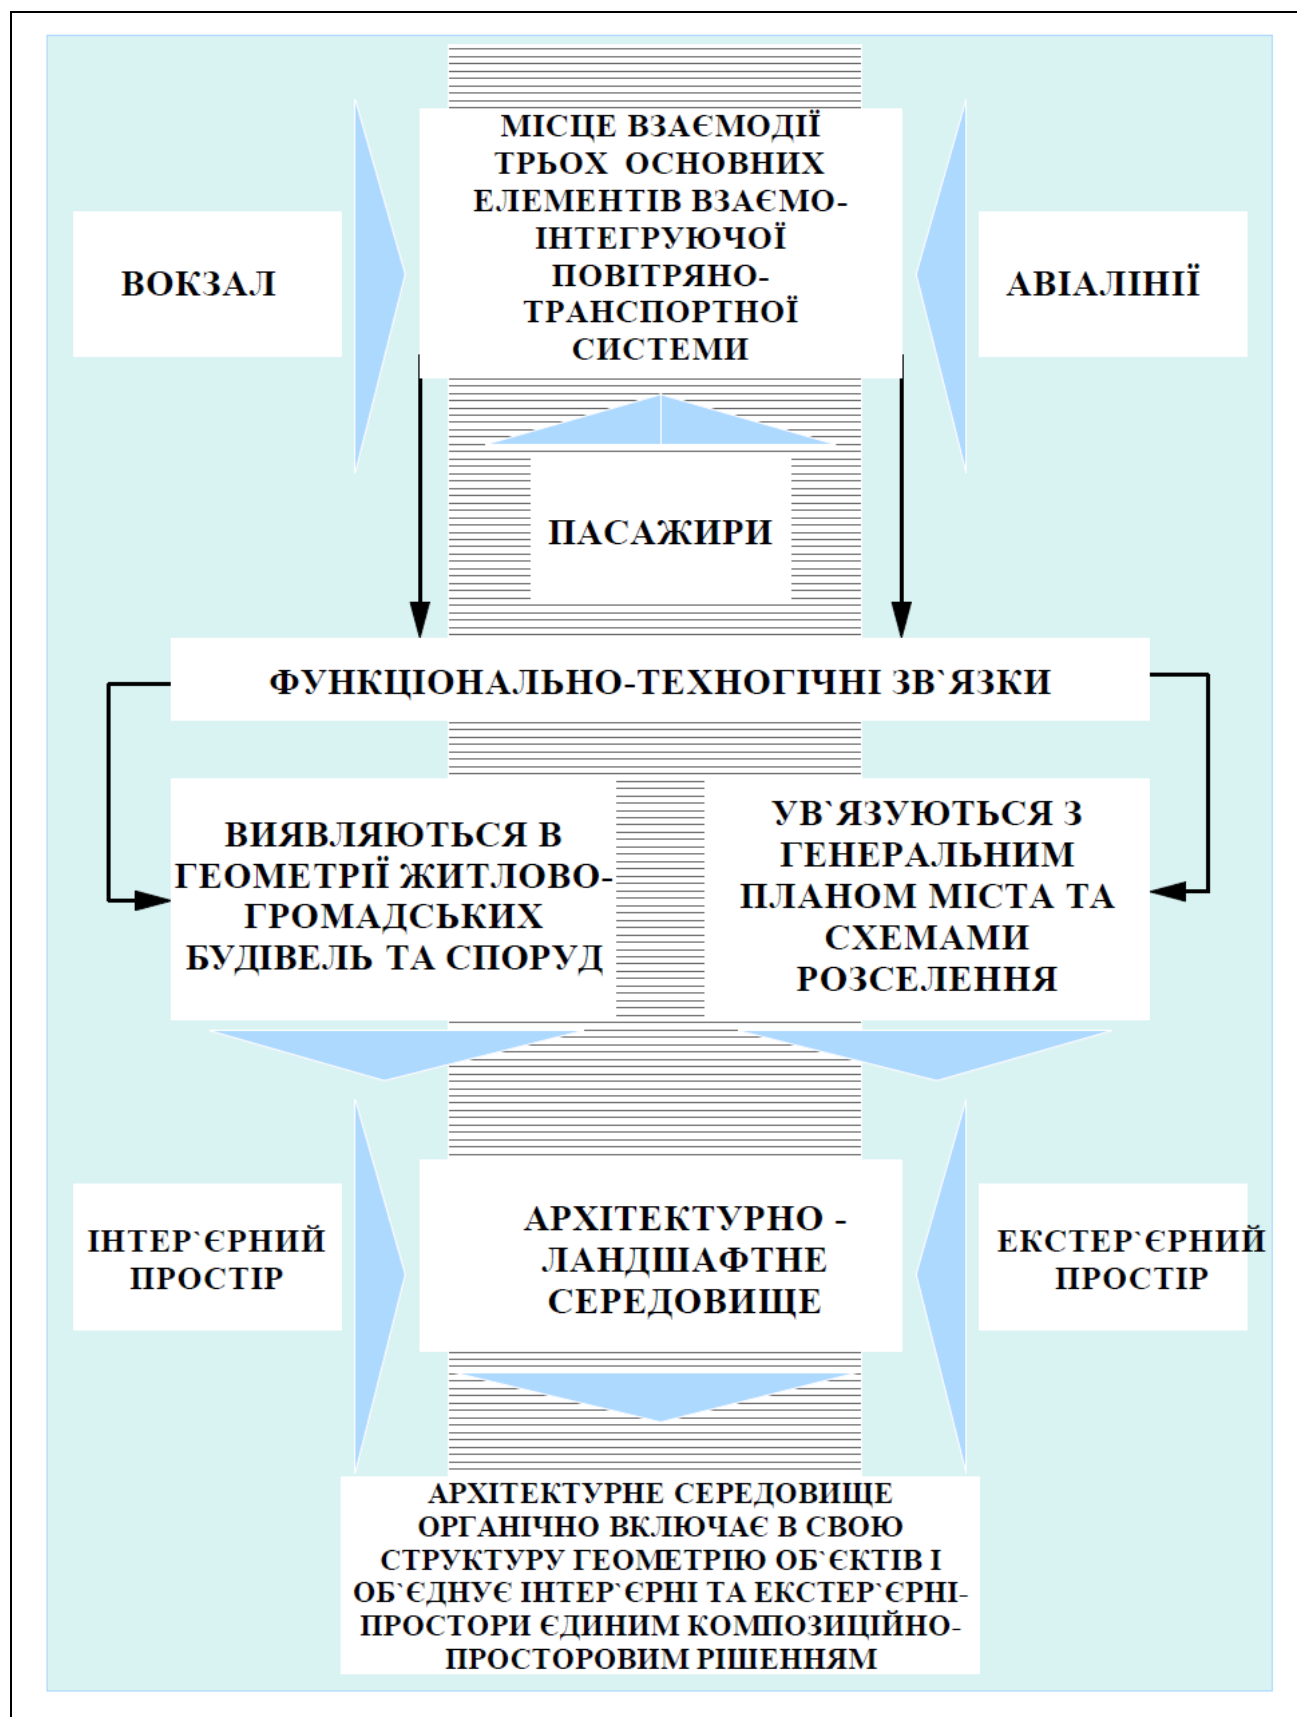 МІСЦЕ ВЗАЄМОДІЇ
ТРЬОХ ОСНОВНИХ
ЕЛЕМЕНТІВ ВЗАЄМО-
ІНТЕГРУЮЧОЇ
ПОВІТРЯНО-
ТРАНСПОРТНОЇ
СИСТЕМИ
ВОКЗАЛ
АВІАЛІНІЇ
ПАСАЖИРИ
ФУНКЦІОНАЛЬНО-ТЕХНОГІЧНІ ЗВ`ЯЗКИ
ВИЯВЛЯЮТЬСЯ В
ГЕОМЕТРІЇ ЖИТЛОВО-
ГРОМАДСЬКИХ
БУДІВЕЛЬ ТА СПОРУД
УВ`ЯЗУЮТЬСЯ З
ГЕНЕРАЛЬНИМ
ПЛАНОМ МІСТА ТА
СХЕМАМИ
РОЗСЕЛЕННЯ
ІНТЕР`ЄРНИЙ
ПРОСТІР
АРХІТЕКТУРНО -
ЛАНДШАФТНЕ
СЕРЕДОВИЩЕ
ЕКСТЕР`ЄРНИЙ
ПРОСТІР
АРХІТЕКТУРНЕ СЕРЕДОВИЩЕ
ОРГАНІЧНО ВКЛЮЧАЄ В СВОЮ
СТРУКТУРУ ГЕОМЕТРІЮ ОБ`ЄКТІВ І
ОБ`ЄДНУЄ ІНТЕР`ЄРНІ ТА ЕКСТЕР`ЄРНІ-
ПРОСТОРИ ЄДИНИМ КОМПОЗИЦІЙНО-
ПРОСТОРОВИМ РІШЕННЯМ